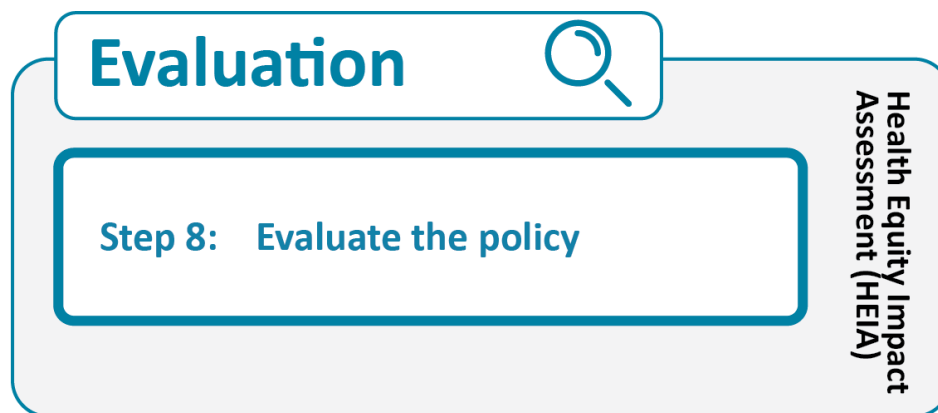 Evaluation
Step 8: Evaluate the policy
Health Equity Impact
Assessment (HEIA)